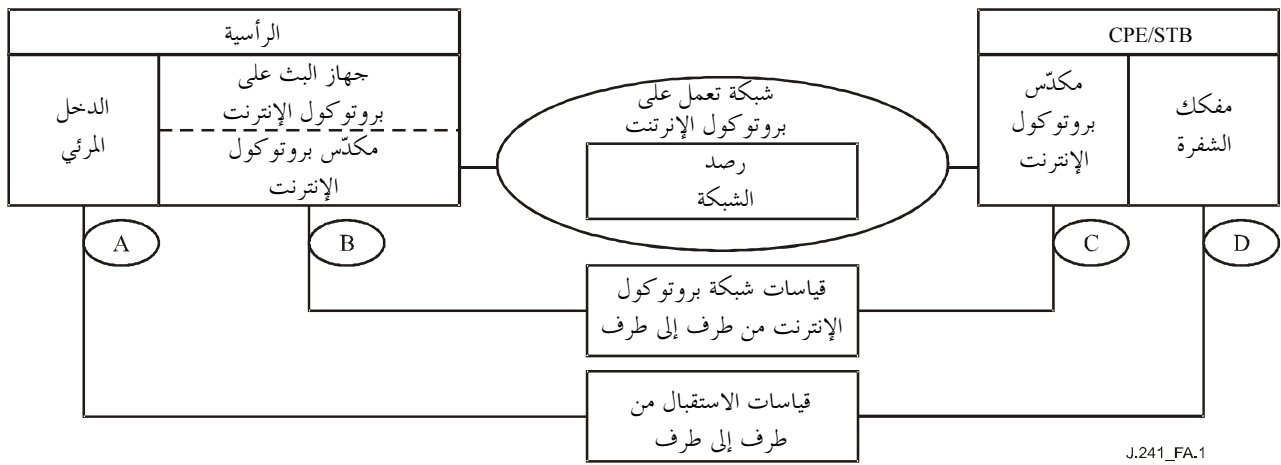 الرأسية
الدخل
المرئي
جهاز البث على
بروتوكول الإنترنت
مكدّس بروتوكول
الإنترنت
شبكة تعمل على
بروتوكول الإنرتنت
رصد
الشبكة
CPE/STB
مكدّس
بروتوكول
الإنترنت
مفكك
الشفرة
A
B
C
D
قياسات شبكة بروتوكول
الإنترنت من طرف إلى طرف
قياسات الاستقبال من
طرف إلى طرف
J.241_FA.1